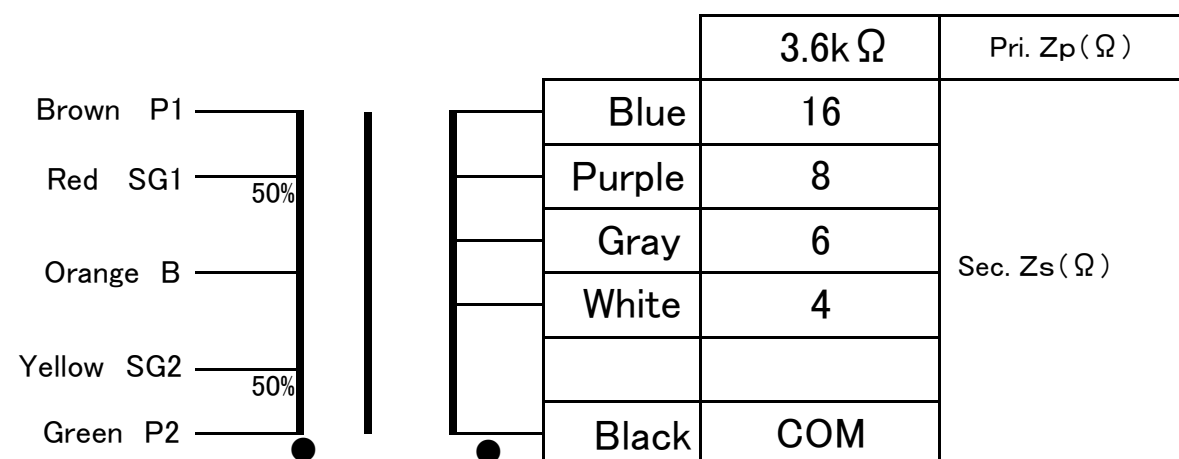 3.6kΩ Pri. Zp(Ω)
Brown P1 Blue 16
Red SG1 50% Purple 8
Gray 6
Orange B Sec. Zs(Ω)
White 4
Yellow SG2 50%
Green P2 Black COM